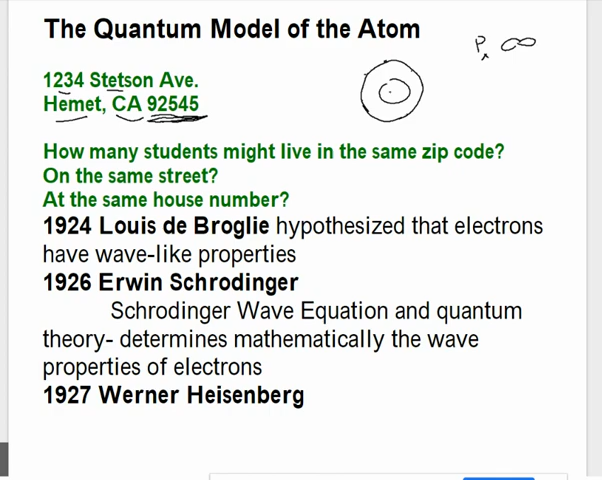 The Quantum Model of the Atom
1234 Stetson Ave.
Hemet, CA 92545
How many students might live in the same zip code?
On the same street?
At the same house number?
1924 Louis de Broglie hypothesized that electrons
have wave-like properties
1926 Erwin Schrodinger
Schrodinger Wave Equation and quantum
theory- determines mathematically the wave
properties of electrons
1927 Werner Heisenberg